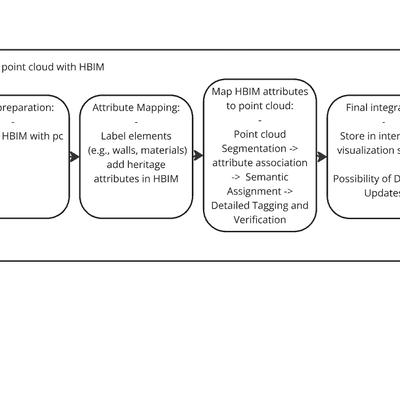 point cloud with HBIM
preparation:
-
HBIM with pc
Attribute Mapping:
-
Label elements
(e.g., walls, materials)
add heritage
attributes in HBIM
Map HBIM attributes
to point cloud:
-
Point cloud
Segmentation ->
attribute association
-> Semantic
Assignment ->
Detailed Tagging and
Verification
Final integra
-
Store in inter
visualization s
Possibility of D
Updates